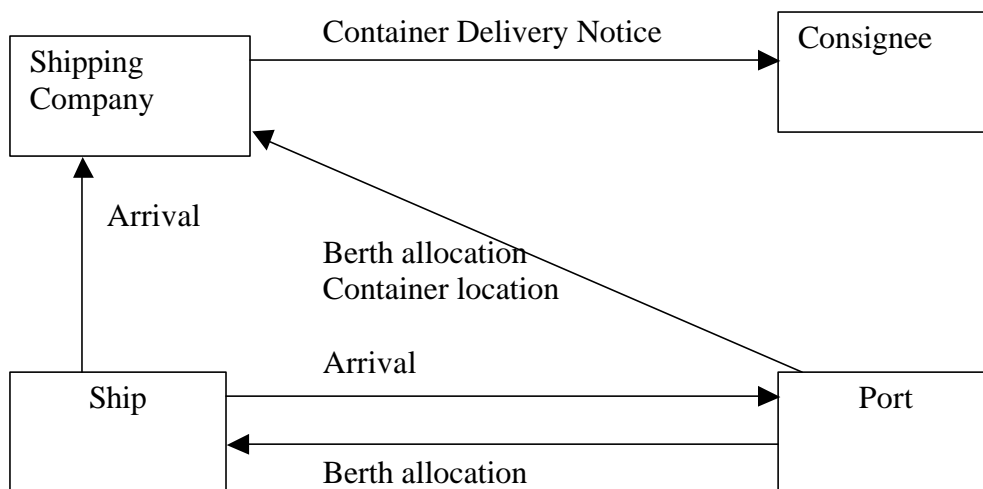 Container Delivery Notice
Consignee
Shipping
Company
Arrival
Berth allocation
Container location
Arrival
Ship
Port
Berth allocation